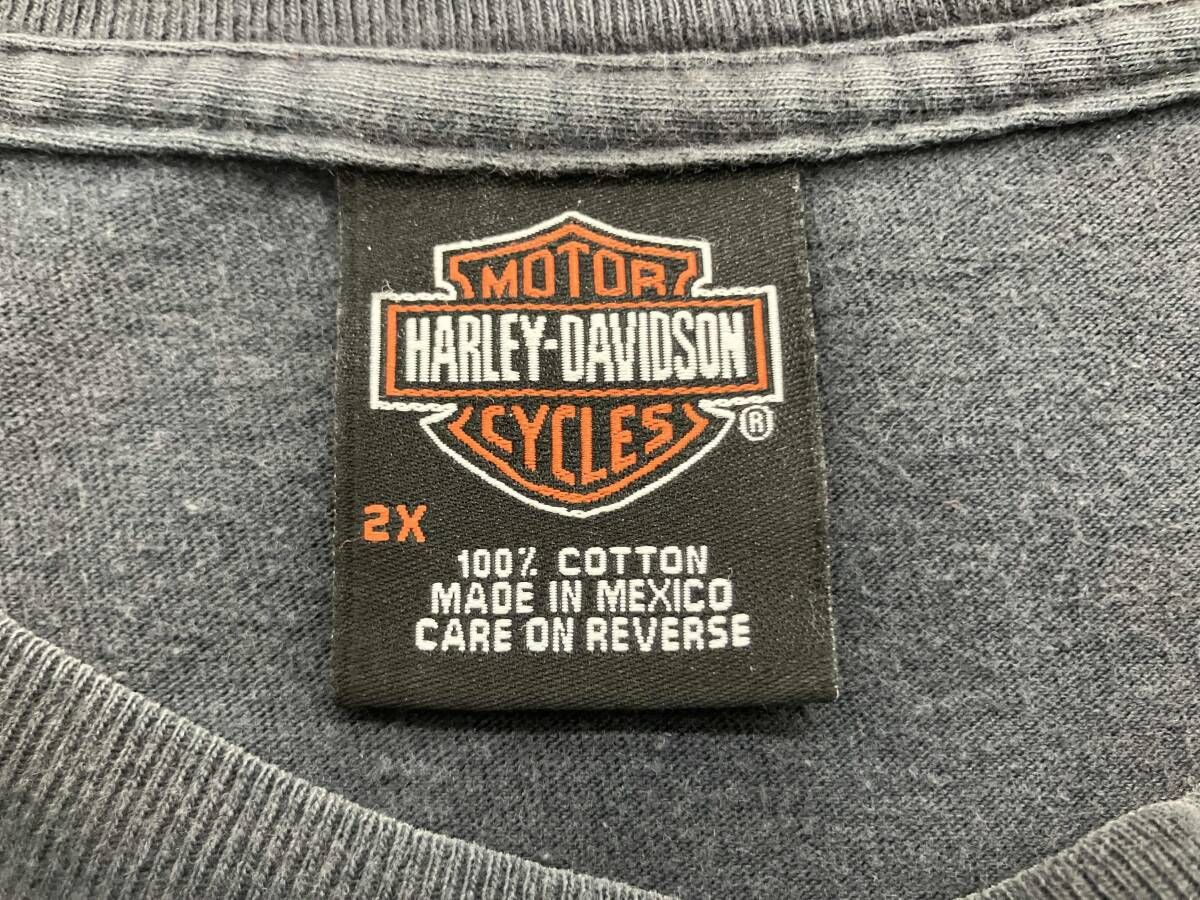 MOTOR
HARLEY-DAVIDSON
CYCLES
®
2X
100% COTTON
MADE IN MEXICO
CARE ON REVERSE